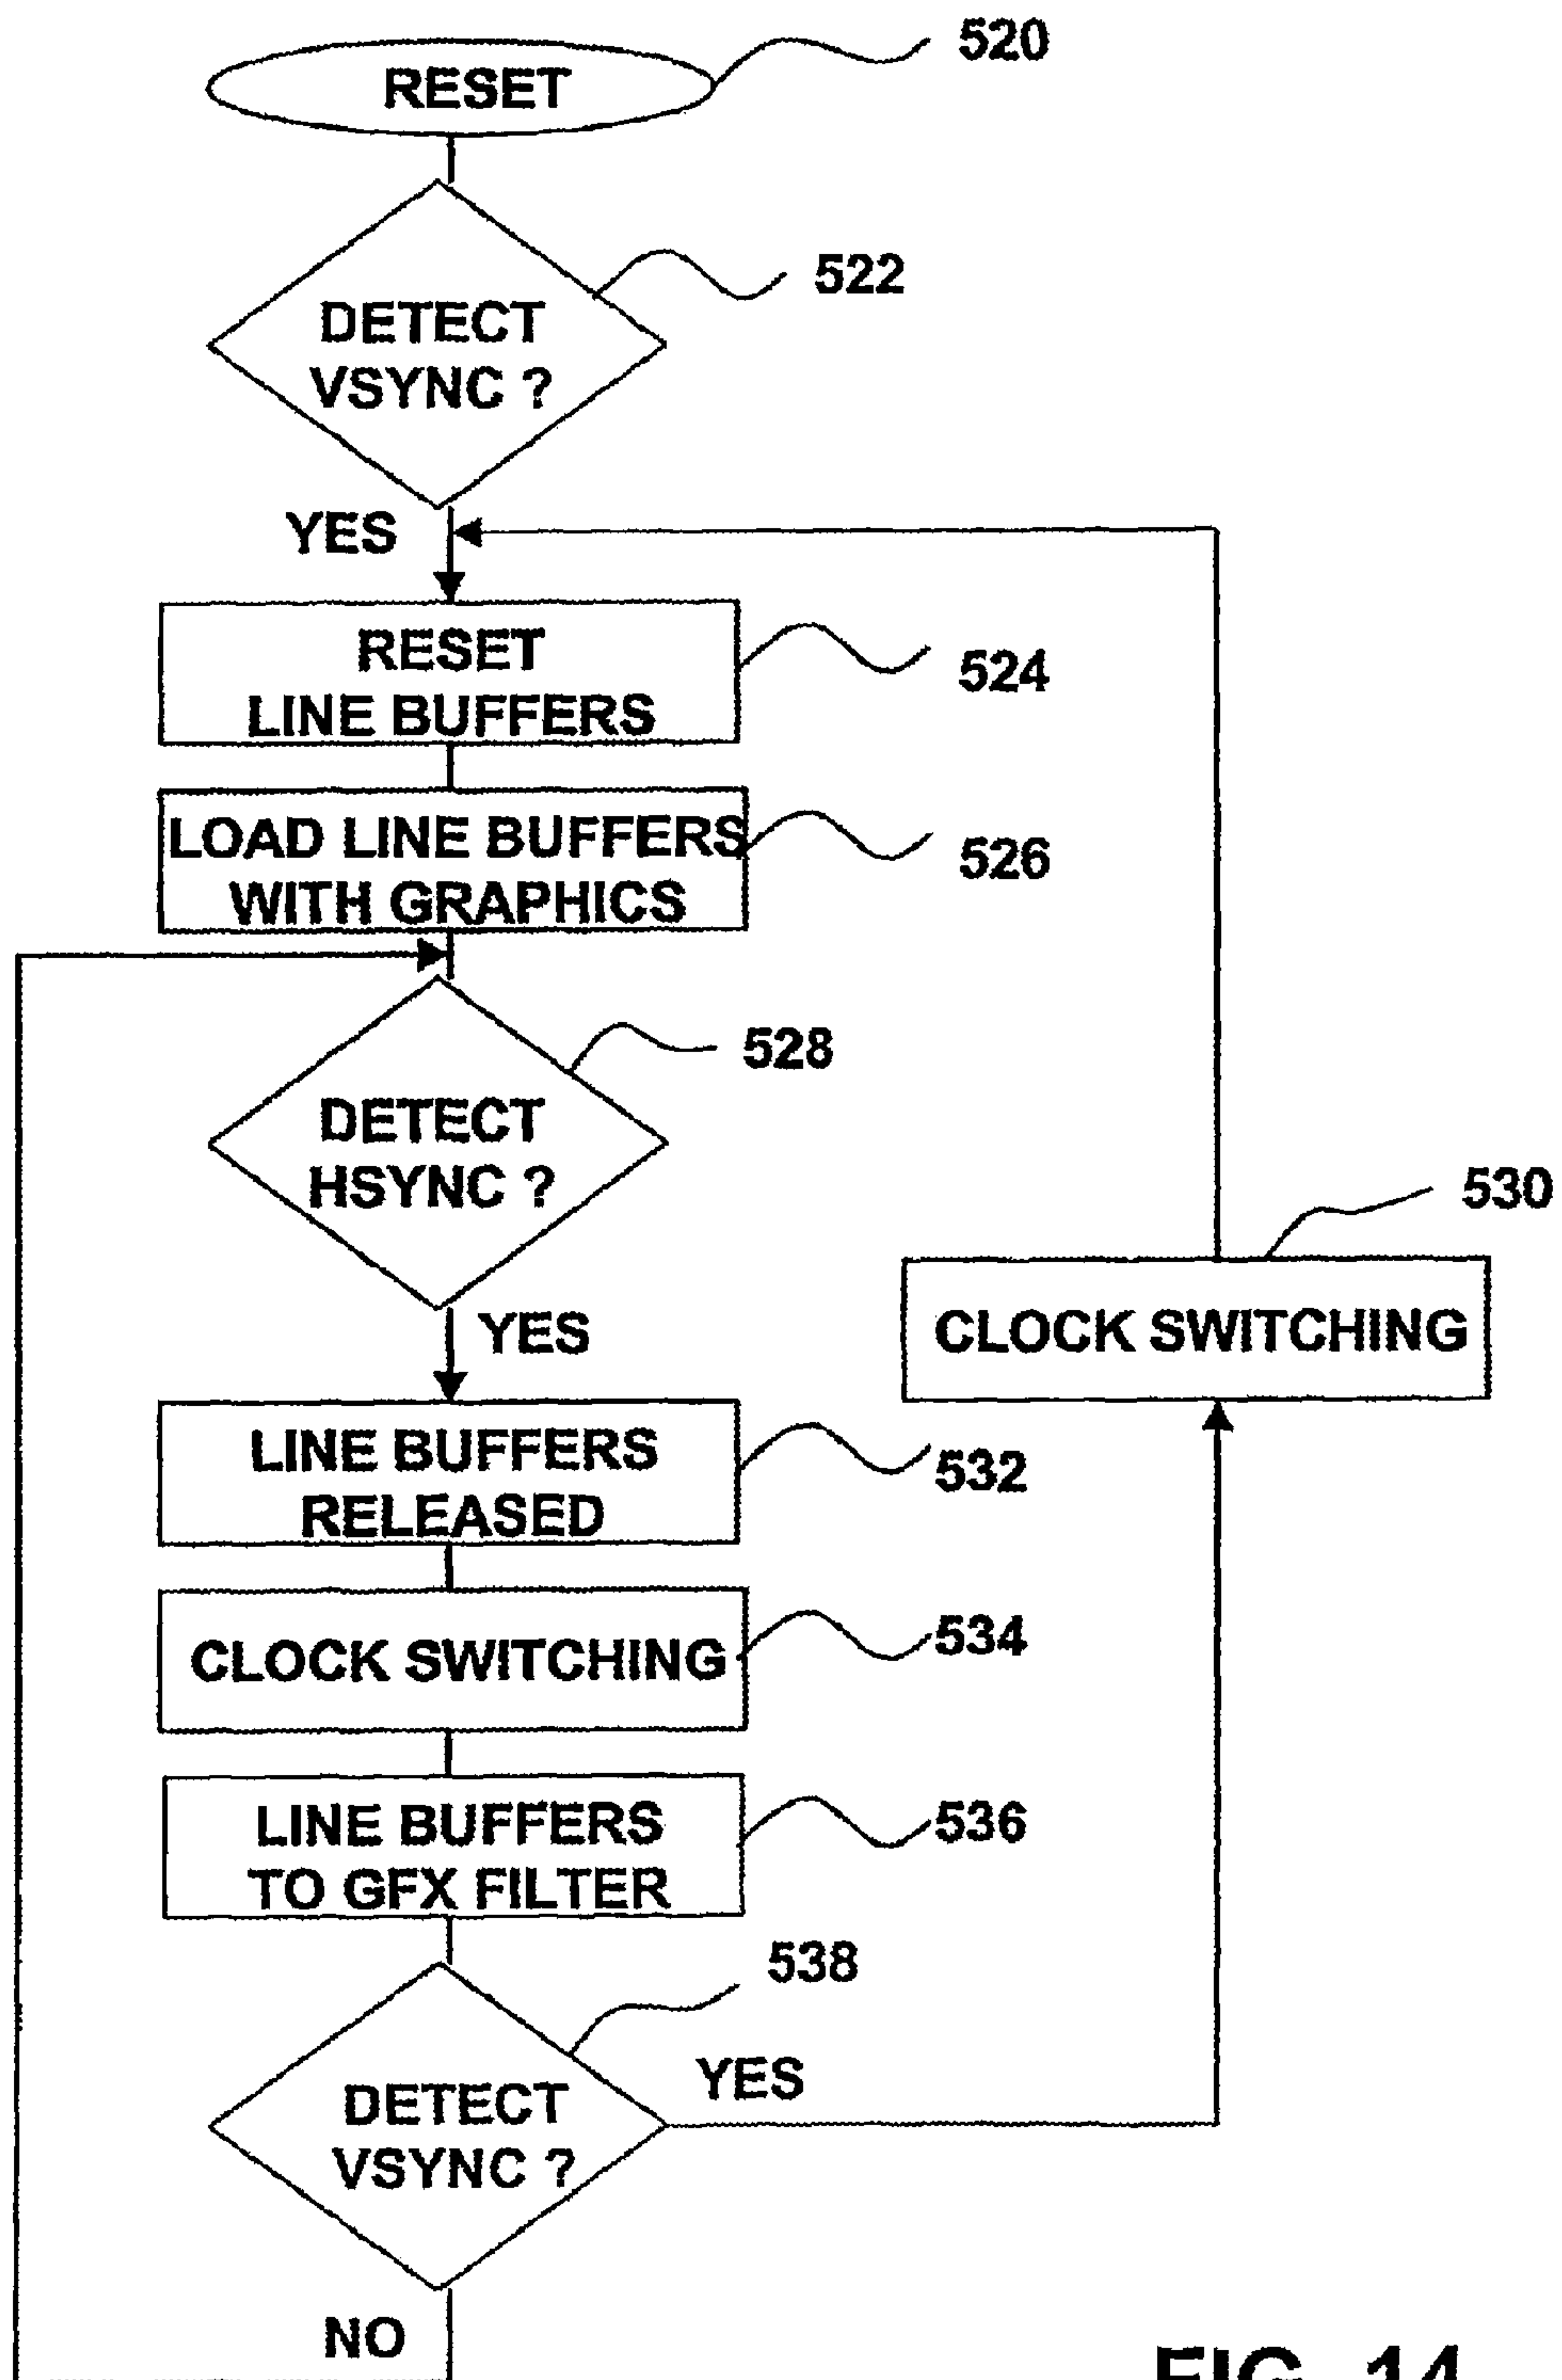 RESET
520
DETECT
VSYNC ?
522
YES
RESET
LINE BUFFERS
524
LOAD LINE BUFFERS
WITH GRAPHICS
526
DETECT
HSYNC ?
528
YES
530
CLOCK SWITCHING
LINE BUFFERS
RELEASED
532
CLOCK SWITCHING
534
LINE BUFFERS
TO GFX FILTER
536
538
DETECT
VSYNC ?
YES
NO
FIG. 14